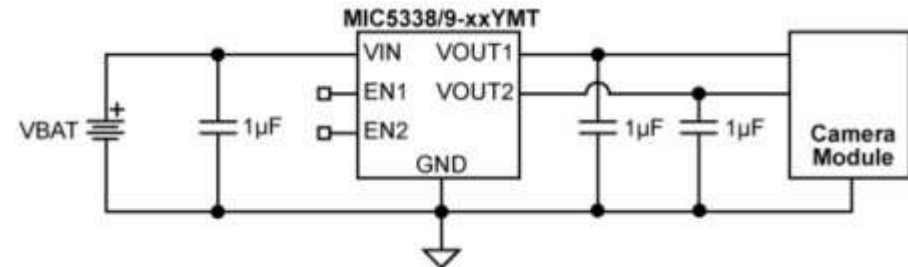 MIC5338/9-xxYMT
VIN VOUT1
EN1 VOUT2
EN2
GND
+
VBAT
1µF
1µF
1µF
Camera
Module